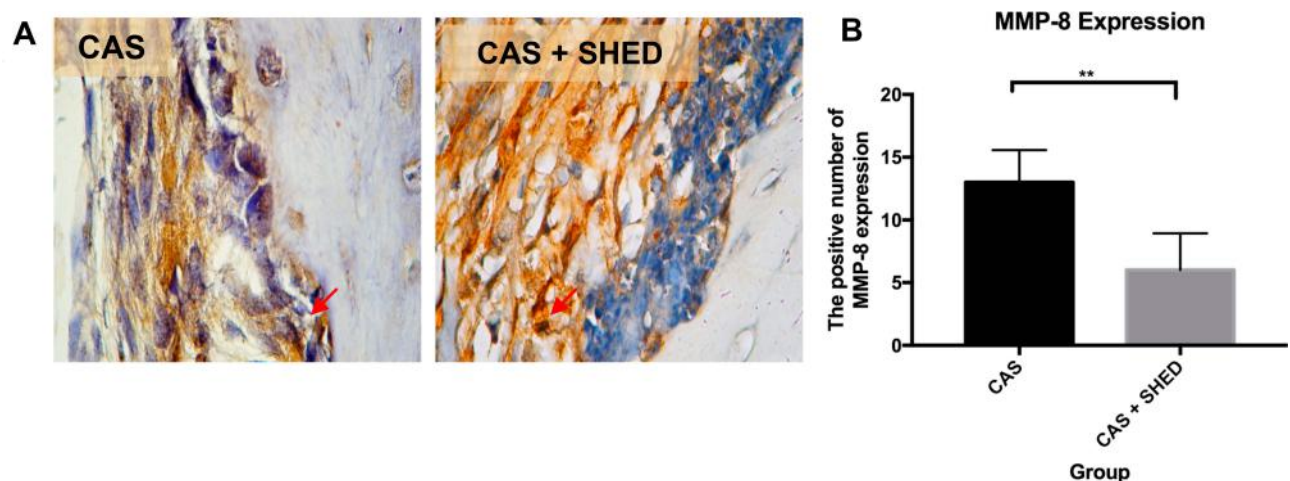 A
CAS
CAS + SHED
B
MMP-8 Expression
**
The positive number of
MMP-8 expression
20
15
10
5
0
CAS
CAS + SHED
Group